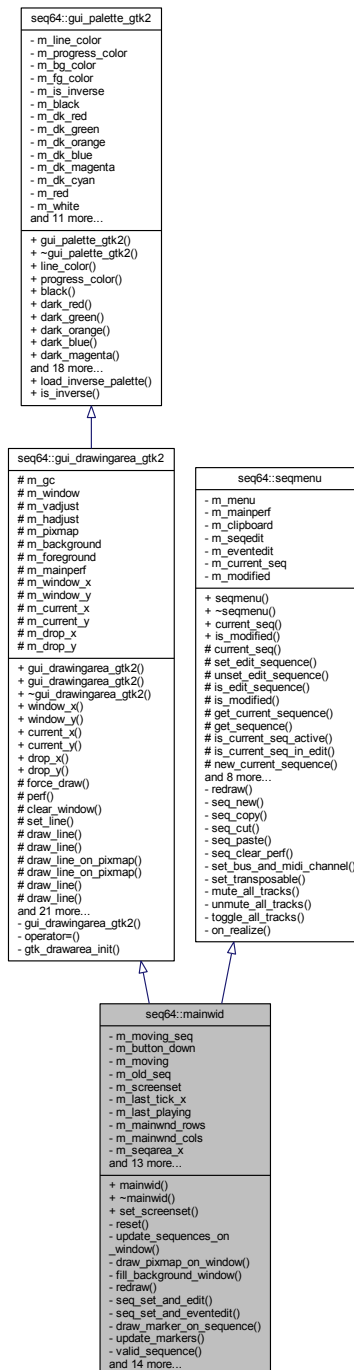 seq64::gui_palette_gtk2
- m_line_color
- m_progress_color
- m_bg_color
- m_fg_color
- m_is_inverse
- m_black
- m_dk_red
- m_dk_green
- m_dk_orange
- m_dk_blue
- m_dk_magenta
- m_dk_cyan
- m_red
- m_white
and 11 more...
+ gui_palette_gtk2()
+ ~gui_palette_gtk2()
+ line_color()
+ progress_color()
+ black()
+ dark_red()
+ dark_green()
+ dark_orange()
+ dark_blue()
+ dark_magenta()
and 18 more...
+ load_inverse_palette()
+ is_inverse()
seq64::gui_drawingarea_gtk2
# m_gc
# m_window
# m_vadjust
# m_hadjust
# m_pixmap
# m_background
# m_foreground
# m_mainperf
# m_window_x
# m_window_y
# m_current_x
# m_current_y
# m_drop_x
# m_drop_y
+ gui_drawingarea_gtk2()
+ gui_drawingarea_gtk2()
+ ~gui_drawingarea_gtk2()
+ window_x()
+ window_y()
+ current_x()
+ current_y()
+ drop_x()
+ drop_y()
# force_draw()
# perf()
# clear_window()
# set_line()
# draw_line()
# draw_line()
# draw_line_on_pixmap()
# draw_line_on_pixmap()
# draw_line()
# draw_line()
and 21 more...
- gui_drawingarea_gtk2()
- operator=()
- gtk_drawarea_init()
seq64::seqmenu
- m_menu
- m_mainperf
- m_clipboard
- m_seqedit
- m_eventedit
- m_current_seq
- m_modified
+ seqmenu()
+ ~seqmenu()
+ current_seq()
+ is_modified()
# current_seq()
# set_edit_sequence()
# unset_edit_sequence()
# is_edit_sequence()
# is_modified()
# get_current_sequence()
# get_sequence()
# is_current_seq_active()
# is_current_seq_in_edit()
# new_current_sequence()
and 8 more...
- redraw()
- seq_new()
- seq_copy()
- seq_cut()
- seq_paste()
- seq_clear_perf()
- set_bus_and_midi_channel()
- set_transposable()
- mute_all_tracks()
- unmute_all_tracks()
- toggle_all_tracks()
- on_realize()
seq64::mainwid
- m_moving_seq
- m_button_down
- m_moving
- m_old_seq
- m_screenset
- m_last_tick_x
- m_last_playing
- m_mainwnd_rows
- m_mainwnd_cols
- m_seqarea_x
and 13 more...
+ mainwid()
+ ~mainwid()
+ set_screenset()
- reset()
- update_sequences_on
_window()
- draw_pixmap_on_window()
- fill_background_window()
- redraw()
- seq_set_and_edit()
- seq_set_and_eventedit()
- draw_marker_on_sequence()
- update_markers()
- valid_sequence()
and 14 more...